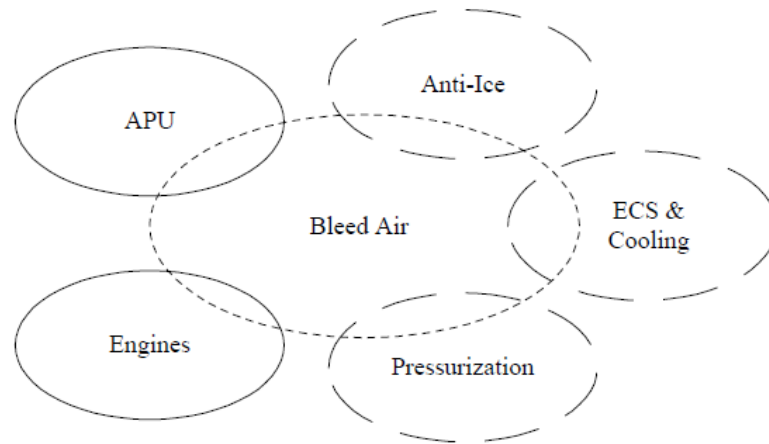 Anti-Ice
APU
ECS &
Cooling
Bleed Air
Engines
Pressurization